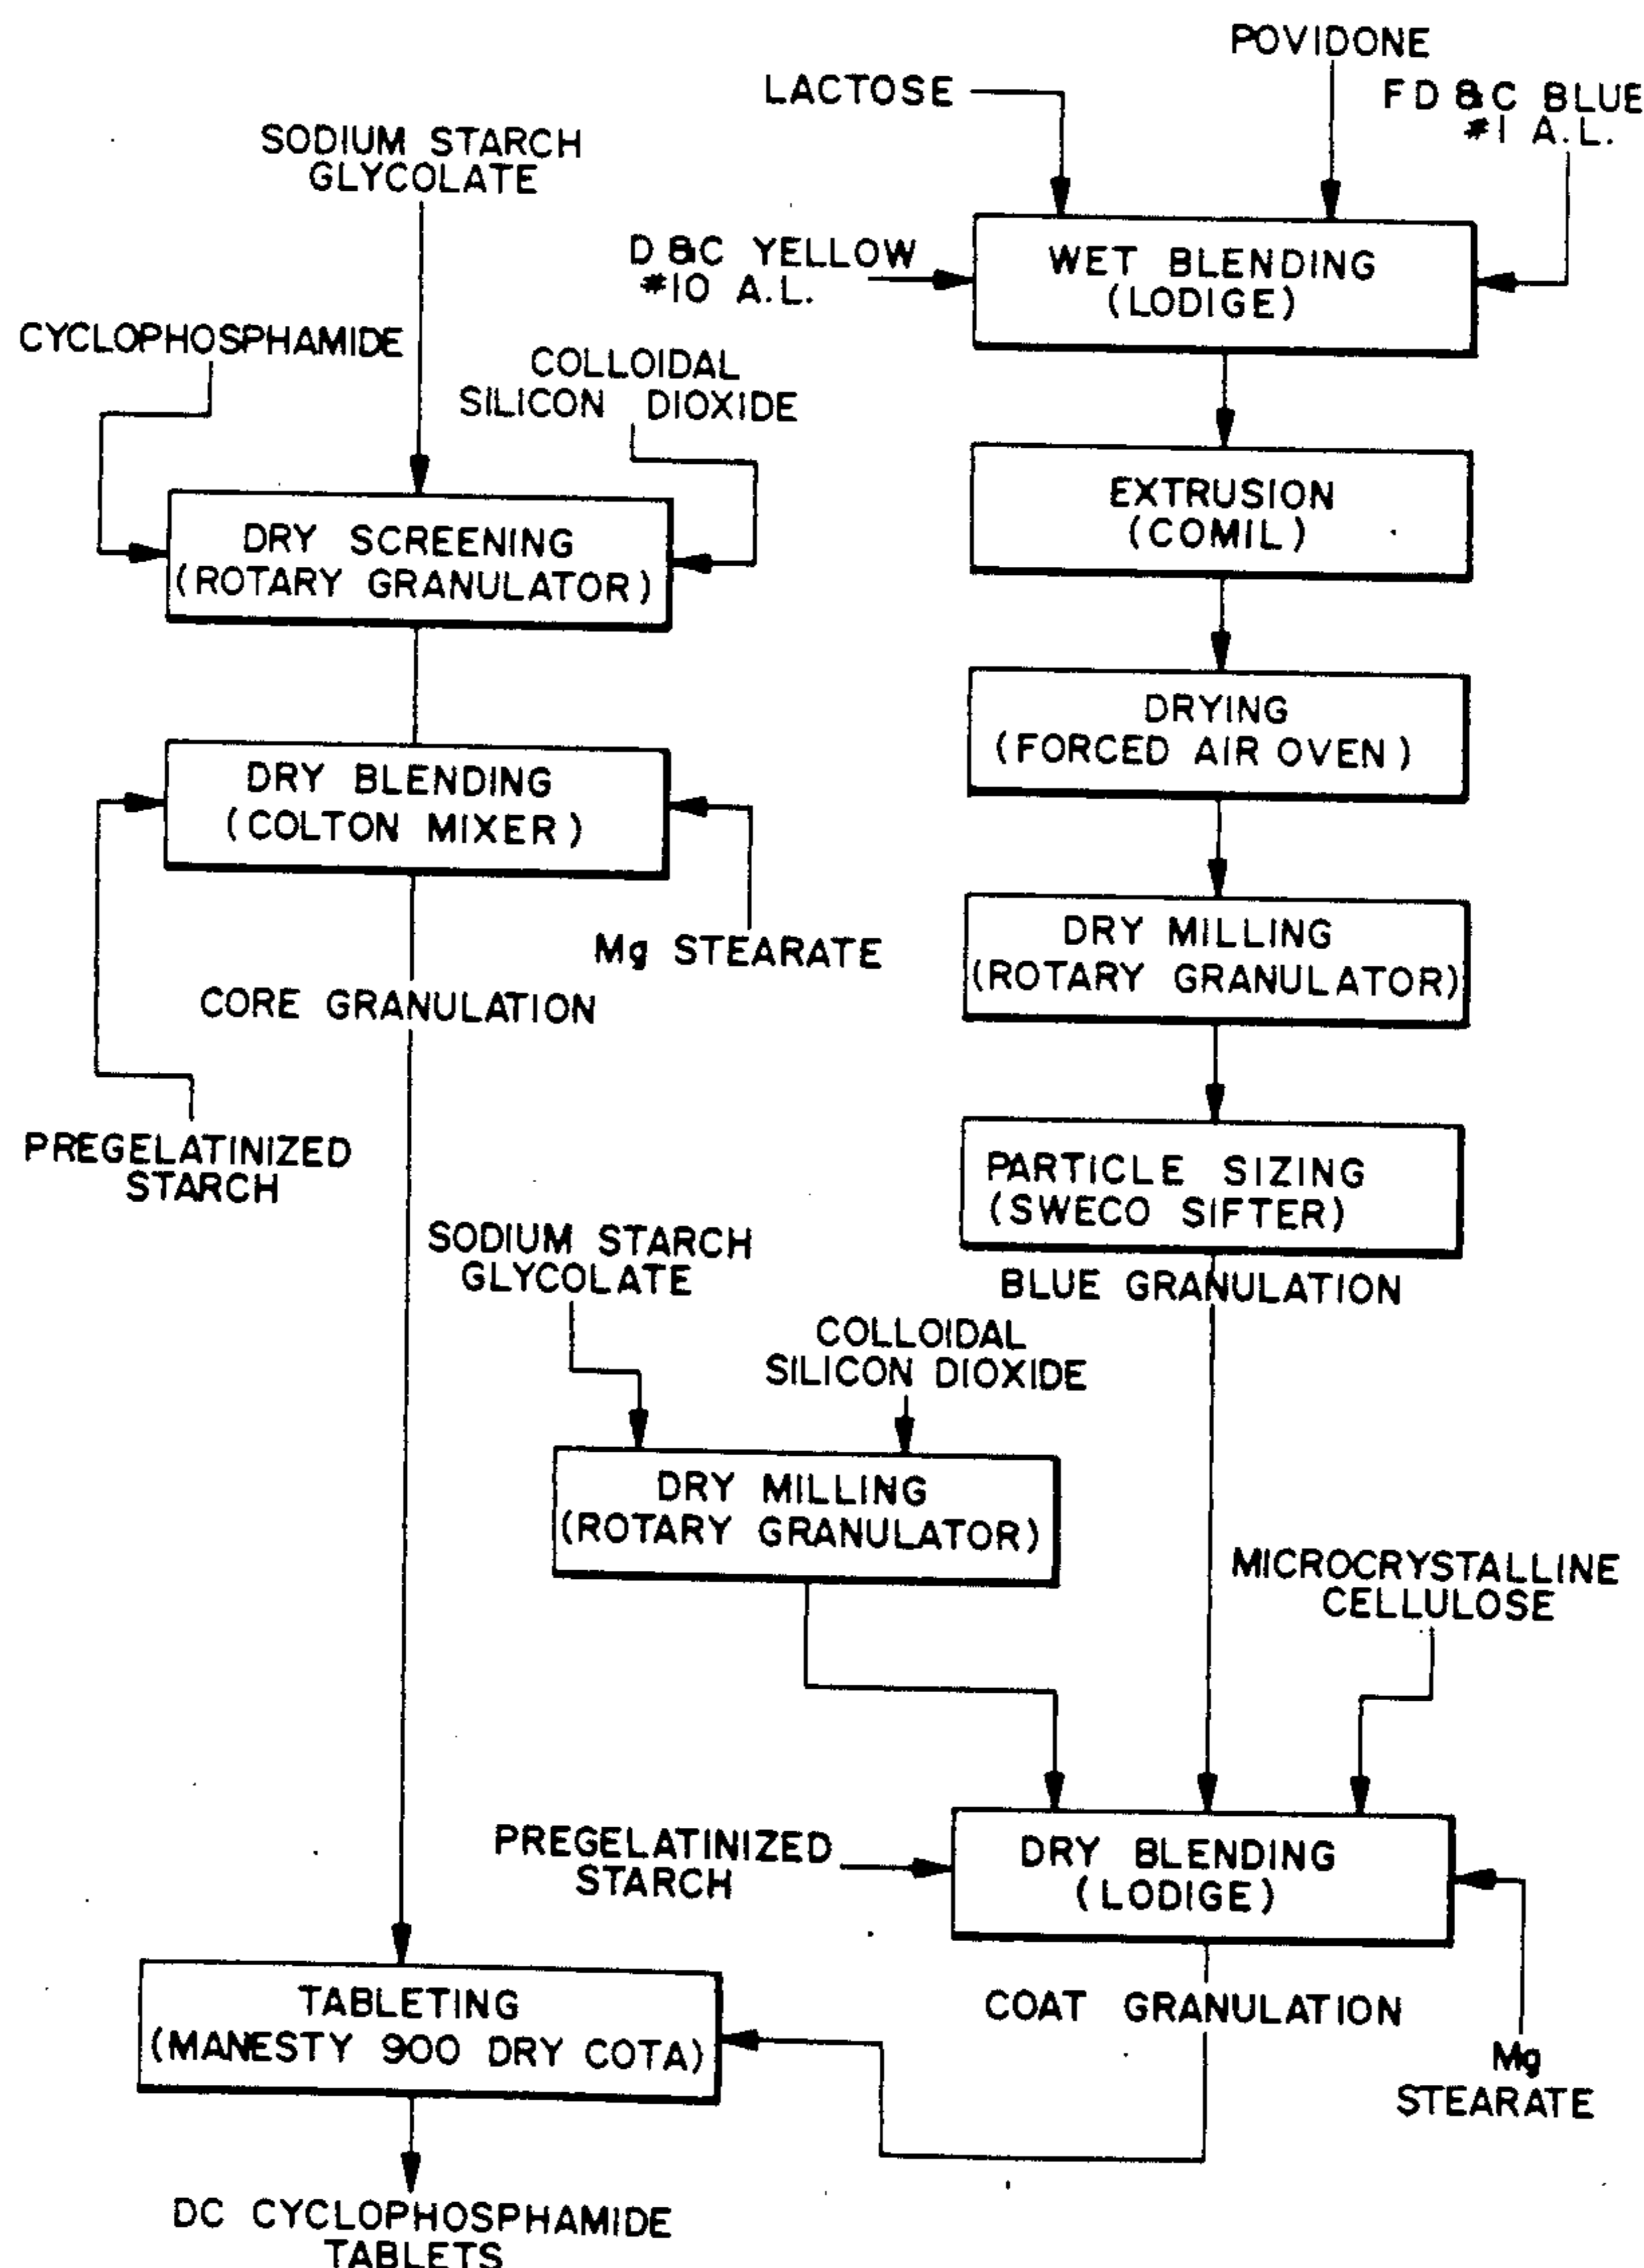 POVIDONE
LACTOSE
FD&C BLUE
#1 A.L.
SODIUM STARCH
GLYCOLATE
D&C YELLOW
#10 A.L.
WET BLENDING
(LODIGE)
CYCLOPHOSPHAMIDE
COLLOIDAL
SILICON DIOXIDE
EXTRUSION
(COMIL)
DRY SCREENING
(ROTARY GRANULATOR)
DRYING
(FORCED AIR OVEN)
DRY BLENDING
(COLTON MIXER)
Mg STEARATE
DRY MILLING
(ROTARY GRANULATOR)
CORE GRANULATION
PREGELATINIZED
STARCH
PARTICLE SIZING
(SWECO SIFTER)
BLUE GRANULATION
SODIUM STARCH
GLYCOLATE
COLLOIDAL
SILICON DIOXIDE
DRY MILLING
(ROTARY GRANULATOR)
MICROCRYSTALLINE
CELLULOSE
PREGELATINIZED
STARCH
DRY BLENDING
(LODIGE)
TABLETING
(MANESTY 900 DRY COTA)
COAT GRANULATION
Mg
STEARATE
DC CYCLOPHOSPHAMIDE
TABLETS